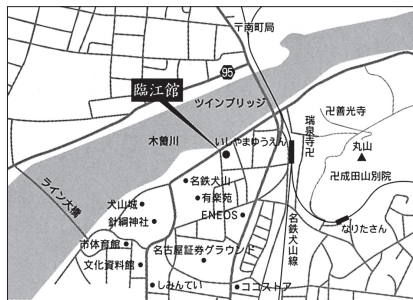 〒南町局
95
臨江館
ツインブリッジ
卍善光寺
瑞泉寺卍
丸山
木曽川
いしやまゆうえん
ライン大橋
名鉄犬山
卍成田山別院
犬山城
有楽苑
針綱神社
ENEOS
名鉄犬山線
なりたさん
市体育館
名古屋証券グラウンド
文化資料館
しみんてい
ココストア